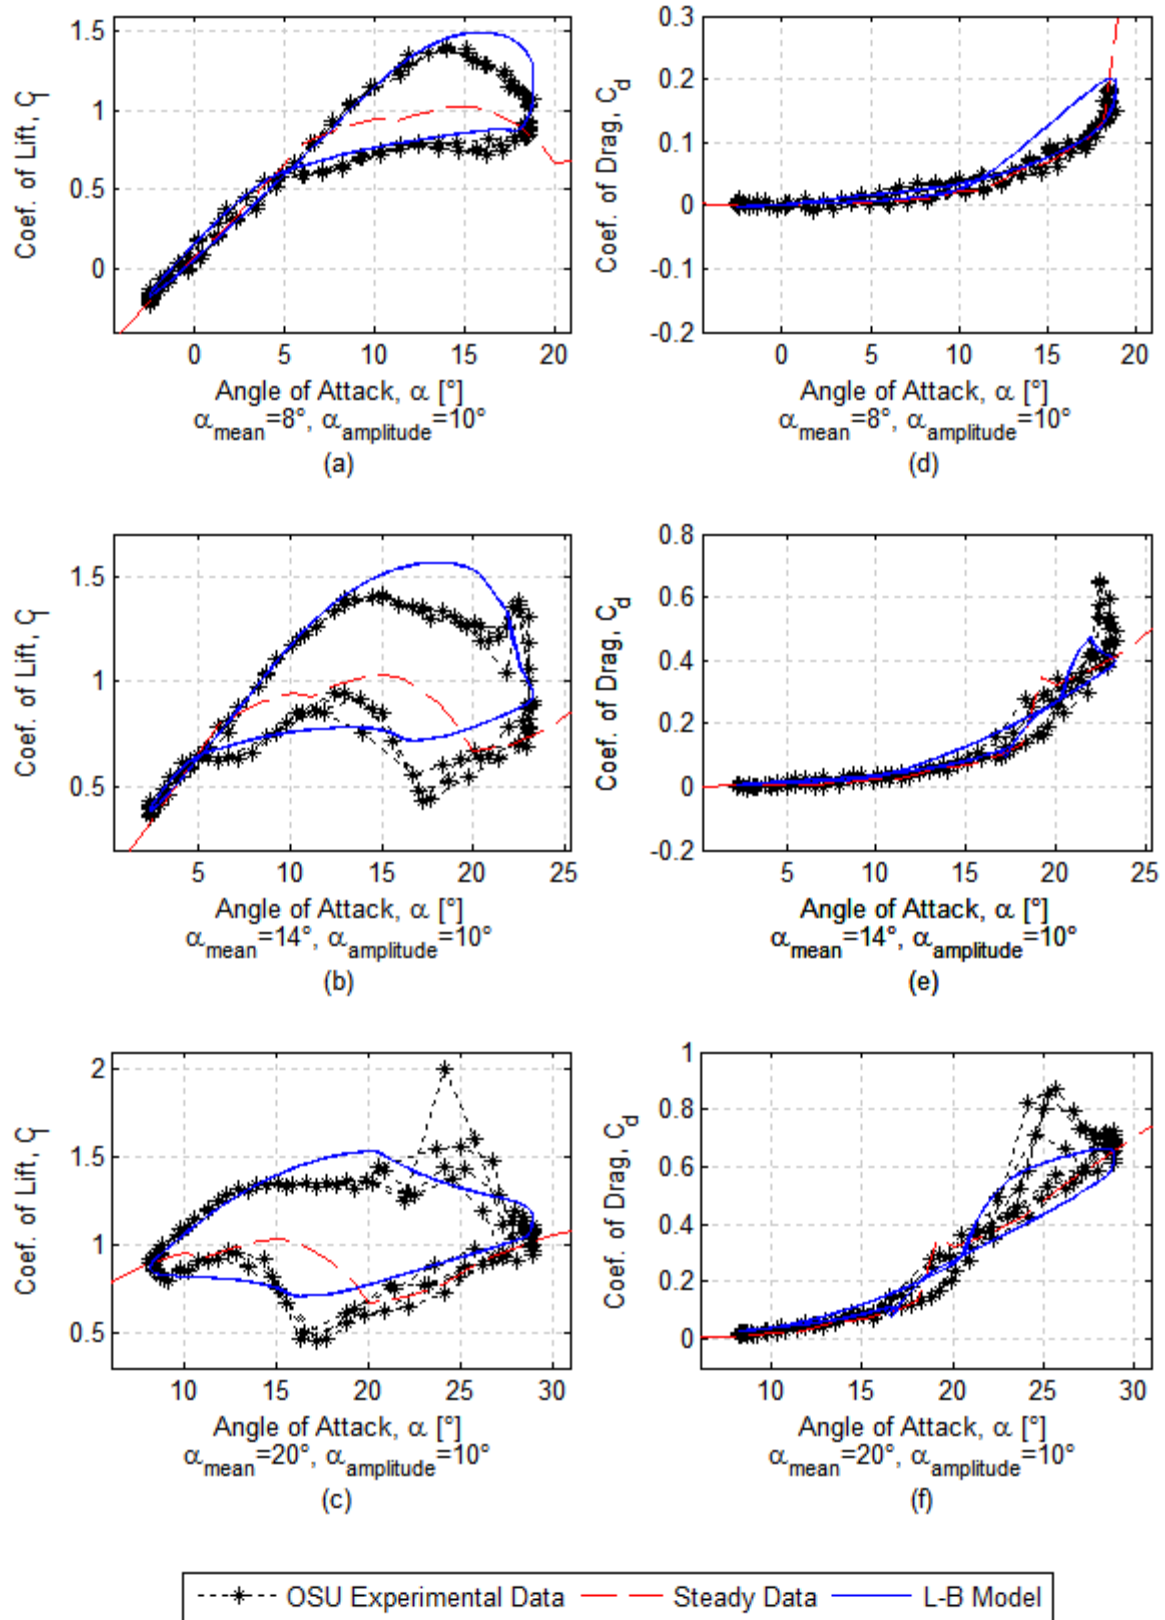 1.5
1
0.5
0
Coef. of Lift, Cl
0 5 10 15 20
Angle of Attack, α [°]
αmean=8°, αamplitude=10°
(a)
0.3
0.2
0.1
0
-0.1
-0.2
Coef. of Drag, Cd
0 5 10 15 20
Angle of Attack, α [°]
αmean=8°, αamplitude=10°
(d)
1.5
1
0.5
Coef. of Lift, Cl
5 10 15 20 25
Angle of Attack, α [°]
αmean=14°, αamplitude=10°
(b)
0.8
0.6
0.4
0.2
0
-0.2
Coef. of Drag, Cd
5 10 15 20 25
Angle of Attack, α [°]
αmean=14°, αamplitude=10°
(e)
2
1.5
1
0.5
Coef. of Lift, Cl
10 15 20 25 30
Angle of Attack, α [°]
αmean=20°, αamplitude=10°
(c)
1
0.8
0.6
0.4
0.2
0
Coef. of Drag, Cd
10 15 20 25 30
Angle of Attack, α [°]
αmean=20°, αamplitude=10°
(f)
OSU Experimental Data Steady Data L-B Model